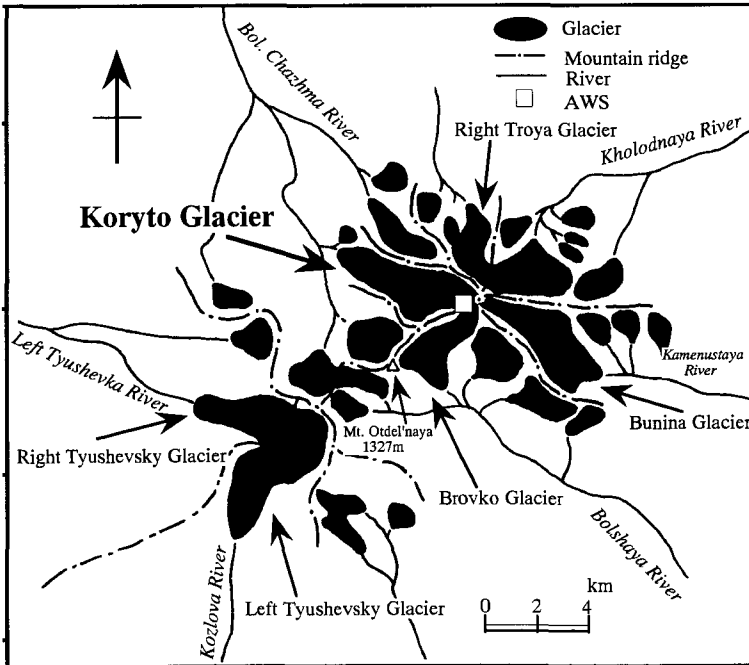 Glacier
Mountain ridge
River
AWS
Bol. Chazhma
River
Right Troya Glacier
Kholodnaya River
Koryto Glacier
Left Tyushevka River
Kamenustaya
River
Right Tyushevsky Glacier
Mt. Otdel'naya
1327m
Bunina Glacier
Brovko Glacier
Bolshaya River
Kozlova River
Left Tyushevsky Glacier
km
0 2 4